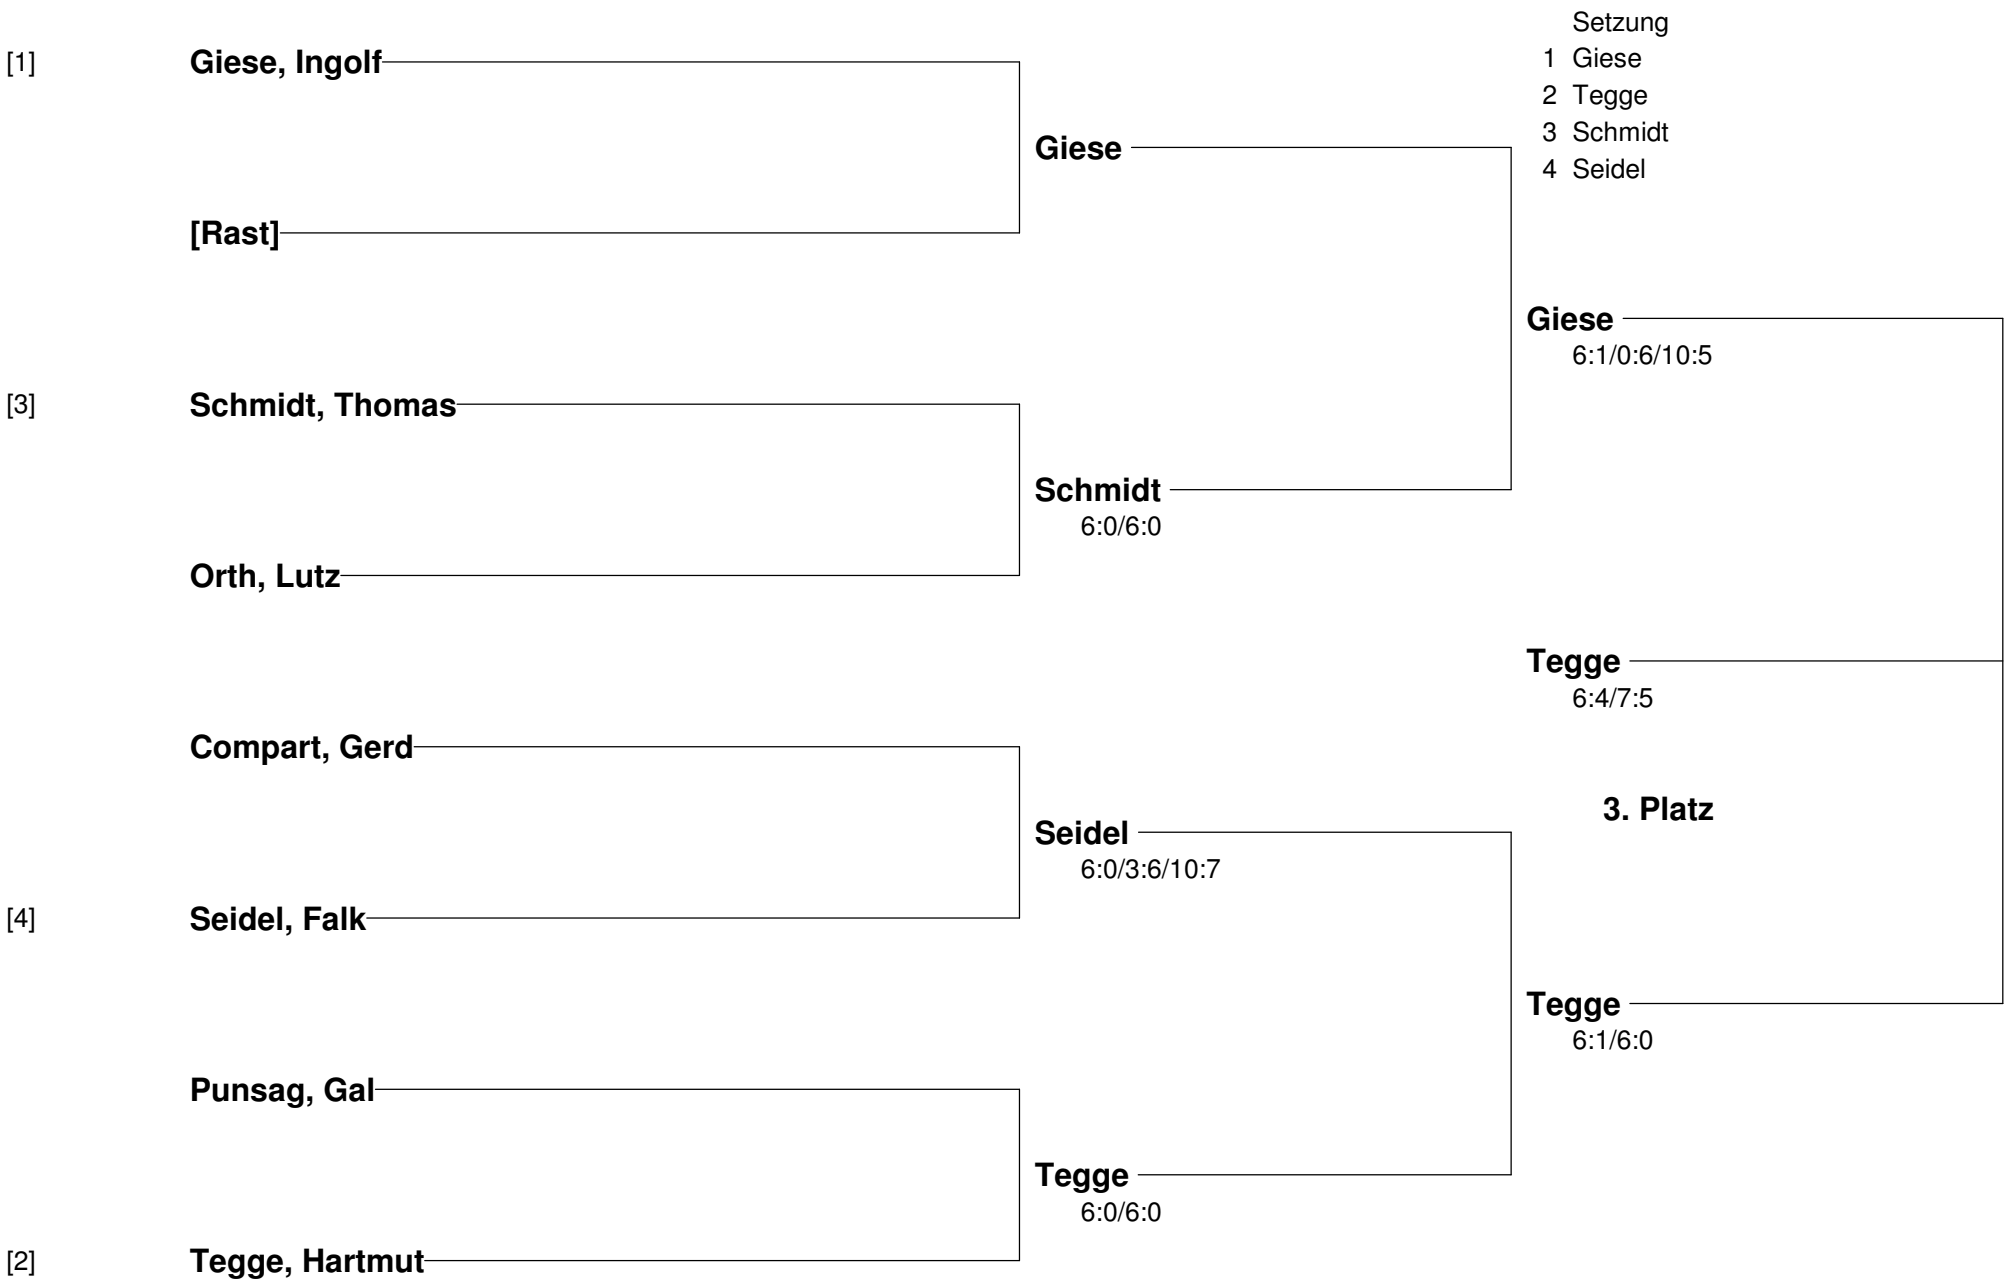 Setzung
1 Giese
2 Tegge
3 Schmidt
4 Seidel
[1] Giese, Ingolf
Giese
[Rast]
Giese
6:1/0:6/10:5
[3] Schmidt, Thomas
Schmidt
6:0/6:0
Orth, Lutz
Tegge
6:4/7:5
Compart, Gerd
3. Platz
Seidel
6:0/3:6/10:7
[4] Seidel, Falk
Tegge
6:1/6:0
Punsag, Gal
Tegge
6:0/6:0
[2] Tegge, Hartmut